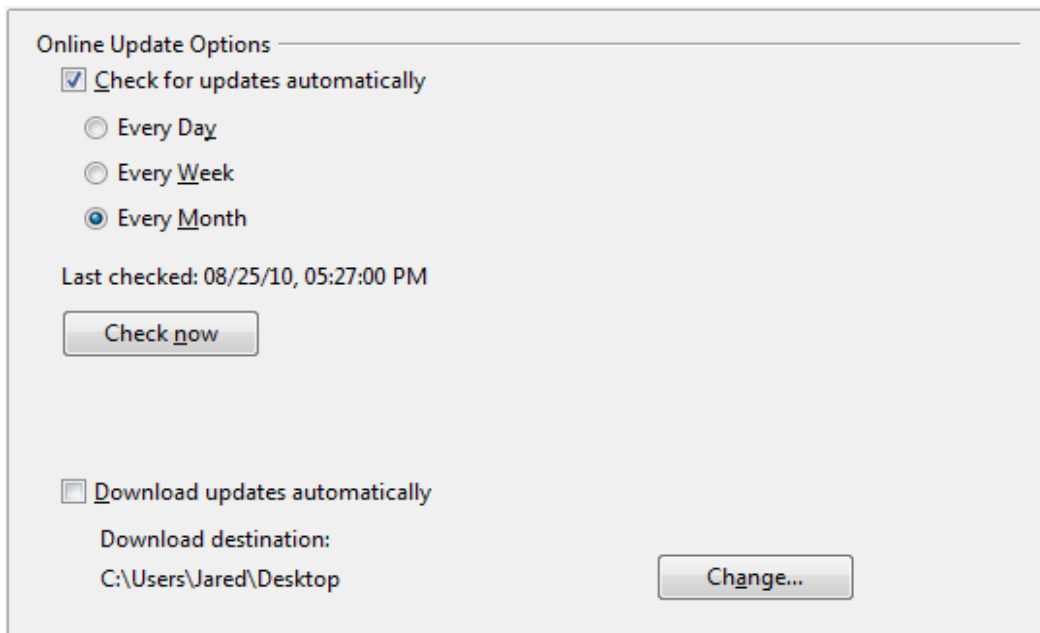 Online Update Options
Check for updates automatically
Every Day
Every Week
Every Month
Last checked: 08/25/10, 05:27:00 PM
Check now
Download updates automatically
Download destination:
C:\Users\Jared\Desktop
Change...